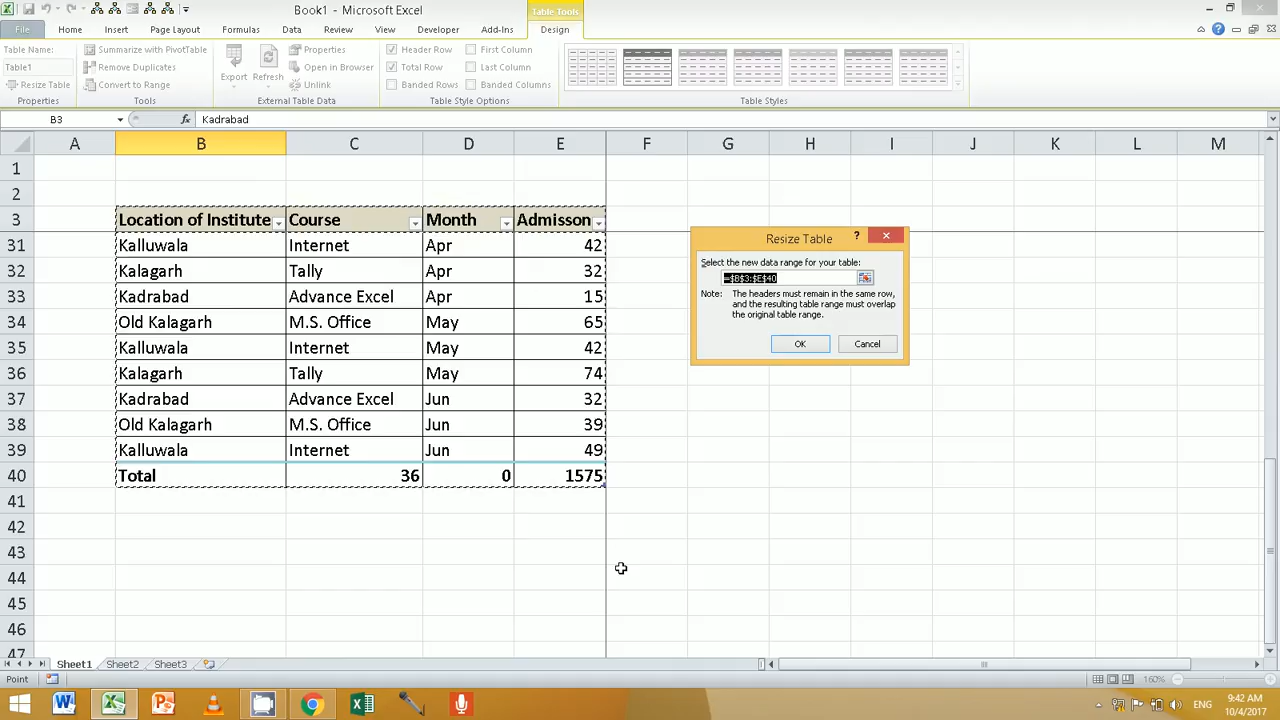 Book1 - Microsoft Excel
Table Tools
File Home Insert Page Layout Formulas Data Review View Developer Add-Ins Design
Table Name:
Table1
Properties
Summarize with PivotTable
Remove Duplicates
Tools
Refresh
Properties
Open in Browser
Unlink
External Table Data
Header Row
Total Row
Banded Rows
First Column
Last Column
Banded Columns
Table Style Options
Table Styles
B3
fx
Kadrabad
A B C D E F G H I J K L M
1
2
3 Location of Institute Course Month Admisson
31 Kalluwala Internet Apr 42
32 Kalagarh Tally Apr 32
33 Kadrabad Advance Excel Apr 15
34 Old Kalagarh M.S. Office May 65
35 Kalluwala Internet May 42
36 Kalagarh Tally May 74
37 Kadrabad Advance Excel Jun 32
38 Old Kalagarh M.S. Office Jun 39
39 Kalluwala Internet Jun 49
40 Total 36 0 1575
41
42
43
44
45
46
47
Resize Table
Select the new data range for your table:
=$B$3:$E$40
Note: The headers must remain in the same row,
and the resulting table range must overlap
the original table range.
OK Cancel
Sheet1 Sheet2 Sheet3
Point
160%
ENG
9:42 AM
10/4/2017